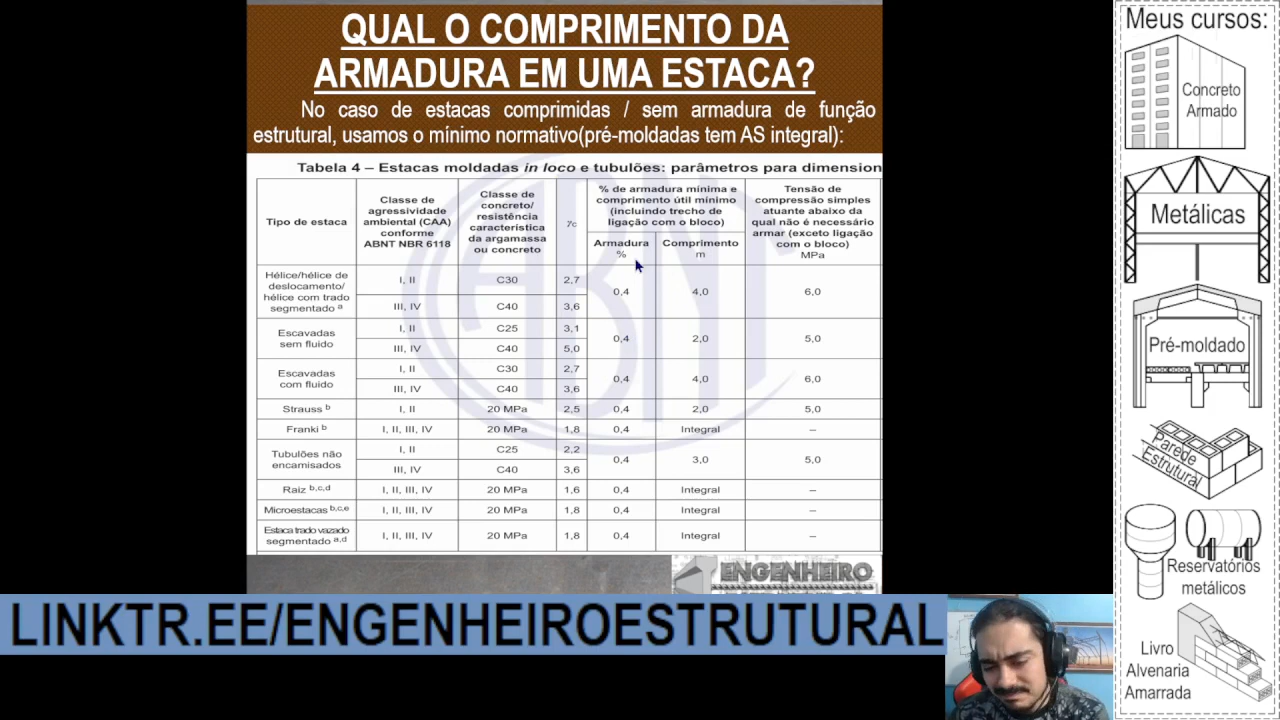 QUAL O COMPRIMENTO DA
ARMADURA EM UMA ESTACA?
No caso de estacas comprimidas / sem armadura de função
estrutural, usamos o mínimo normativo(pré-moldadas tem AS integral):
Tabela 4 – Estacas moldadas in loco e tubulões: parâmetros para dimension
Tipo de estaca
Classe de
agressividade
ambiental (CAA)
conforme
ABNT NBR 6118
Classe de
concreto/
resistência
característica
da argamassa
ou concreto
γc
% de armadura mínima e
comprimento útil mínimo
(incluindo trecho de
ligação com o bloco)
Armadura
%
Comprimento
m
Tensão de
compressão simples
atuante abaixo da
qual não é necessário
armar (exceto ligação
com o bloco)
MPa
Hélice/hélice de
deslocamento/
hélice com trado
segmentado a
I, II C30 2,7
III, IV C40 3,6
0,4 4,0 6,0
Escavadas
sem fluido
I, II C25 3,1
III, IV C40 5,0
0,4 2,0 5,0
Escavadas
com fluido
I, II C30 2,7
III, IV C40 3,6
0,4 4,0 6,0
Strauss b I, II 20 MPa 2,5 0,4 2,0 5,0
Franki b I, II, III, IV 20 MPa 1,8 0,4 Integral –
Tubulões não
encamisados
I, II C25 2,2
III, IV C40 3,6
0,4 3,0 5,0
Raiz b,c,d I, II, III, IV 20 MPa 1,6 0,4 Integral –
Microestacas b,c,e I, II, III, IV 20 MPa 1,8 0,4 Integral –
Estaca trado vazado
segmentado a,d
I, II, III, IV 20 MPa 1,8 0,4 Integral –
ABNT
ENGENHEIRO
LINKTR.EE/ENGENHEIROESTRUTURAL
Meus cursos:
Concreto
Armado
Metálicas
Pré-moldado
Parede
Estrutural
Reservatórios
metálicos
Livro
Alvenaria
Amarrada